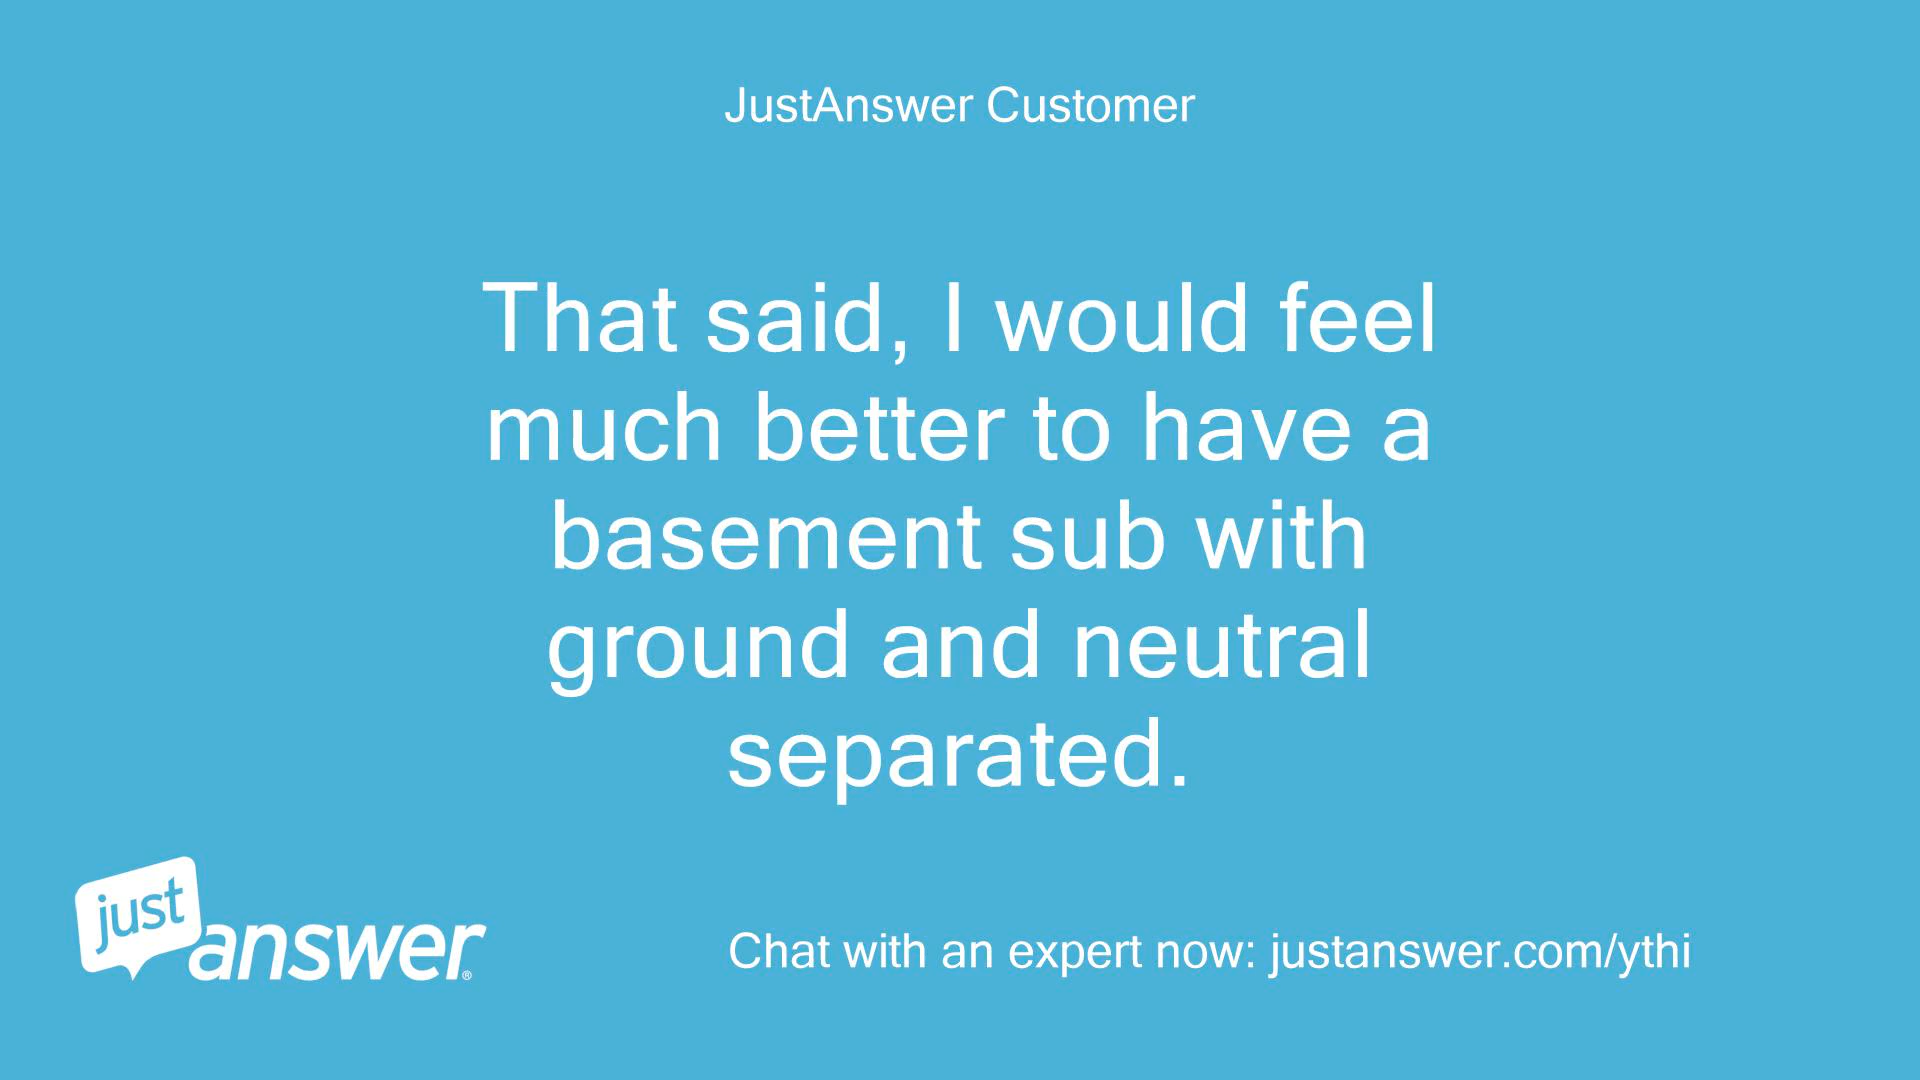 JustAnswer Customer
That said, I would feel
much better to have a
basement sub with
ground and neutral
separated.
just
answer®
Chat with an expert now: justanswer.com/ythi